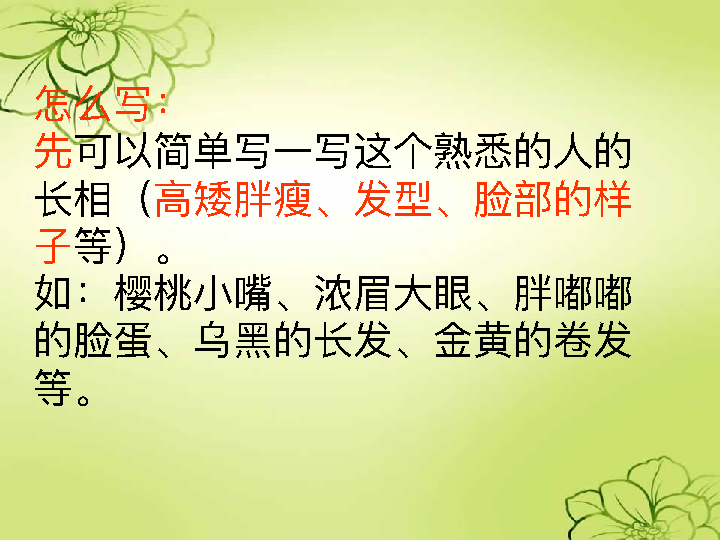 怎么写：
先可以简单写一写这个熟悉的人的
长相（高矮胖瘦、发型、脸部的样
子等）。
如：樱桃小嘴、浓眉大眼、胖嘟嘟
的脸蛋、乌黑的长发、金黄的卷发
等。